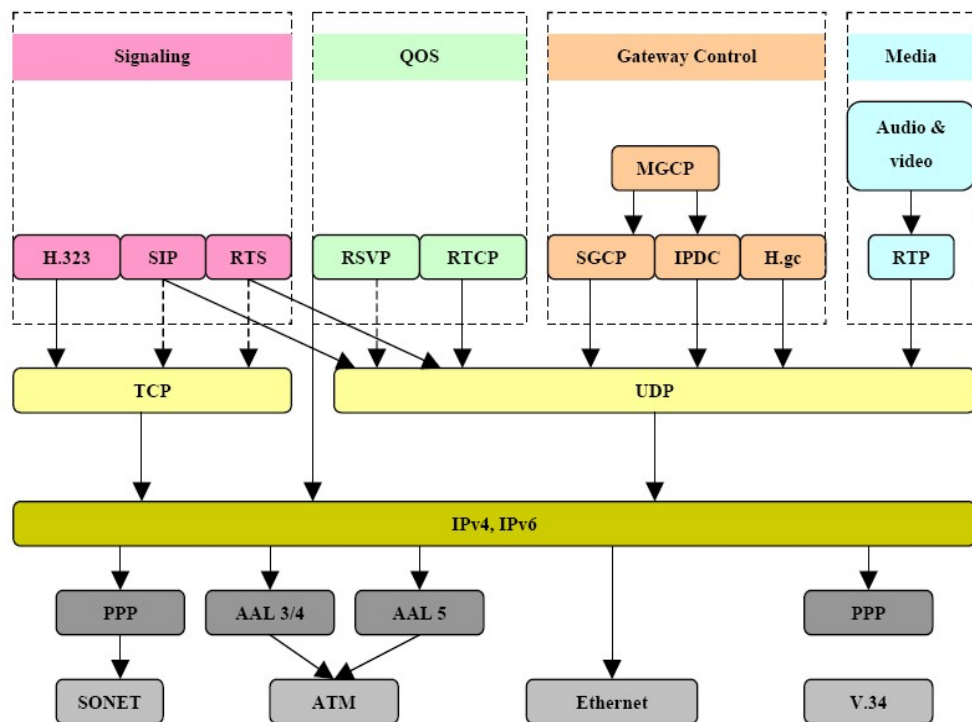 Signaling
QOS
Gateway Control
Media
Audio &
video
MGCP
H.323
SIP
RTS
RSVP
RTCP
SGCP
IPDC
H.gc
RTP
TCP
UDP
IPv4, IPv6
PPP
AAL 3/4
AAL 5
PPP
SONET
ATM
Ethernet
V.34